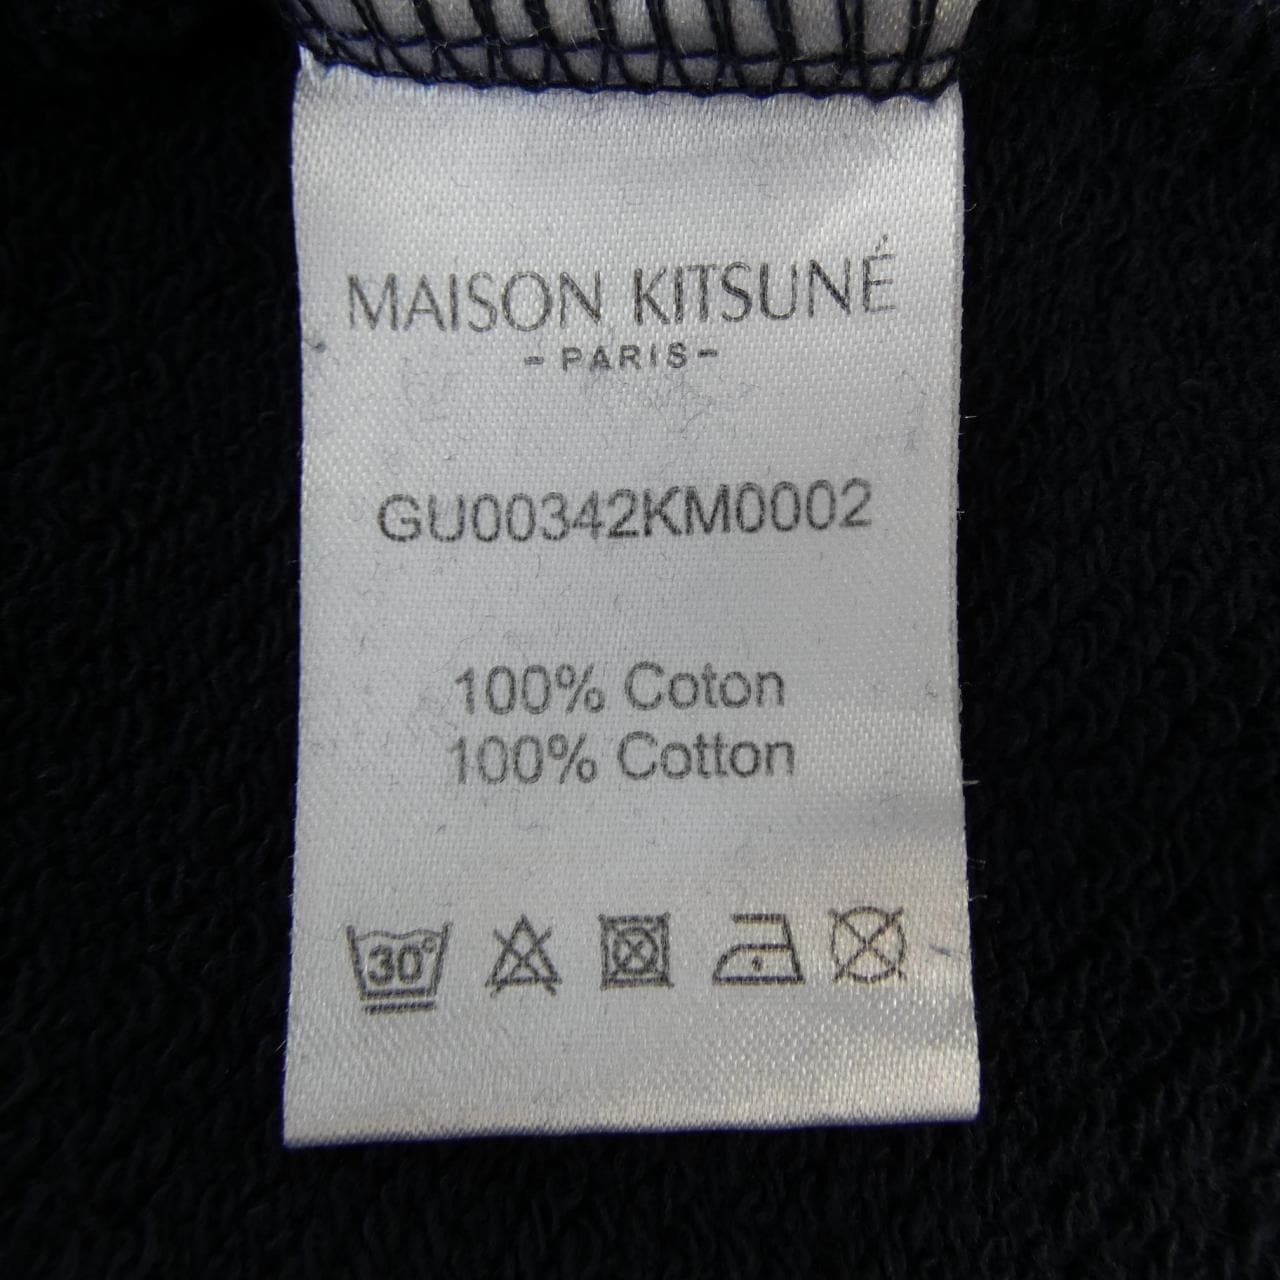 MAISON KITSUNÉ
- PARIS -
GU00342KM0002
100% Coton
100% Cotton
30°